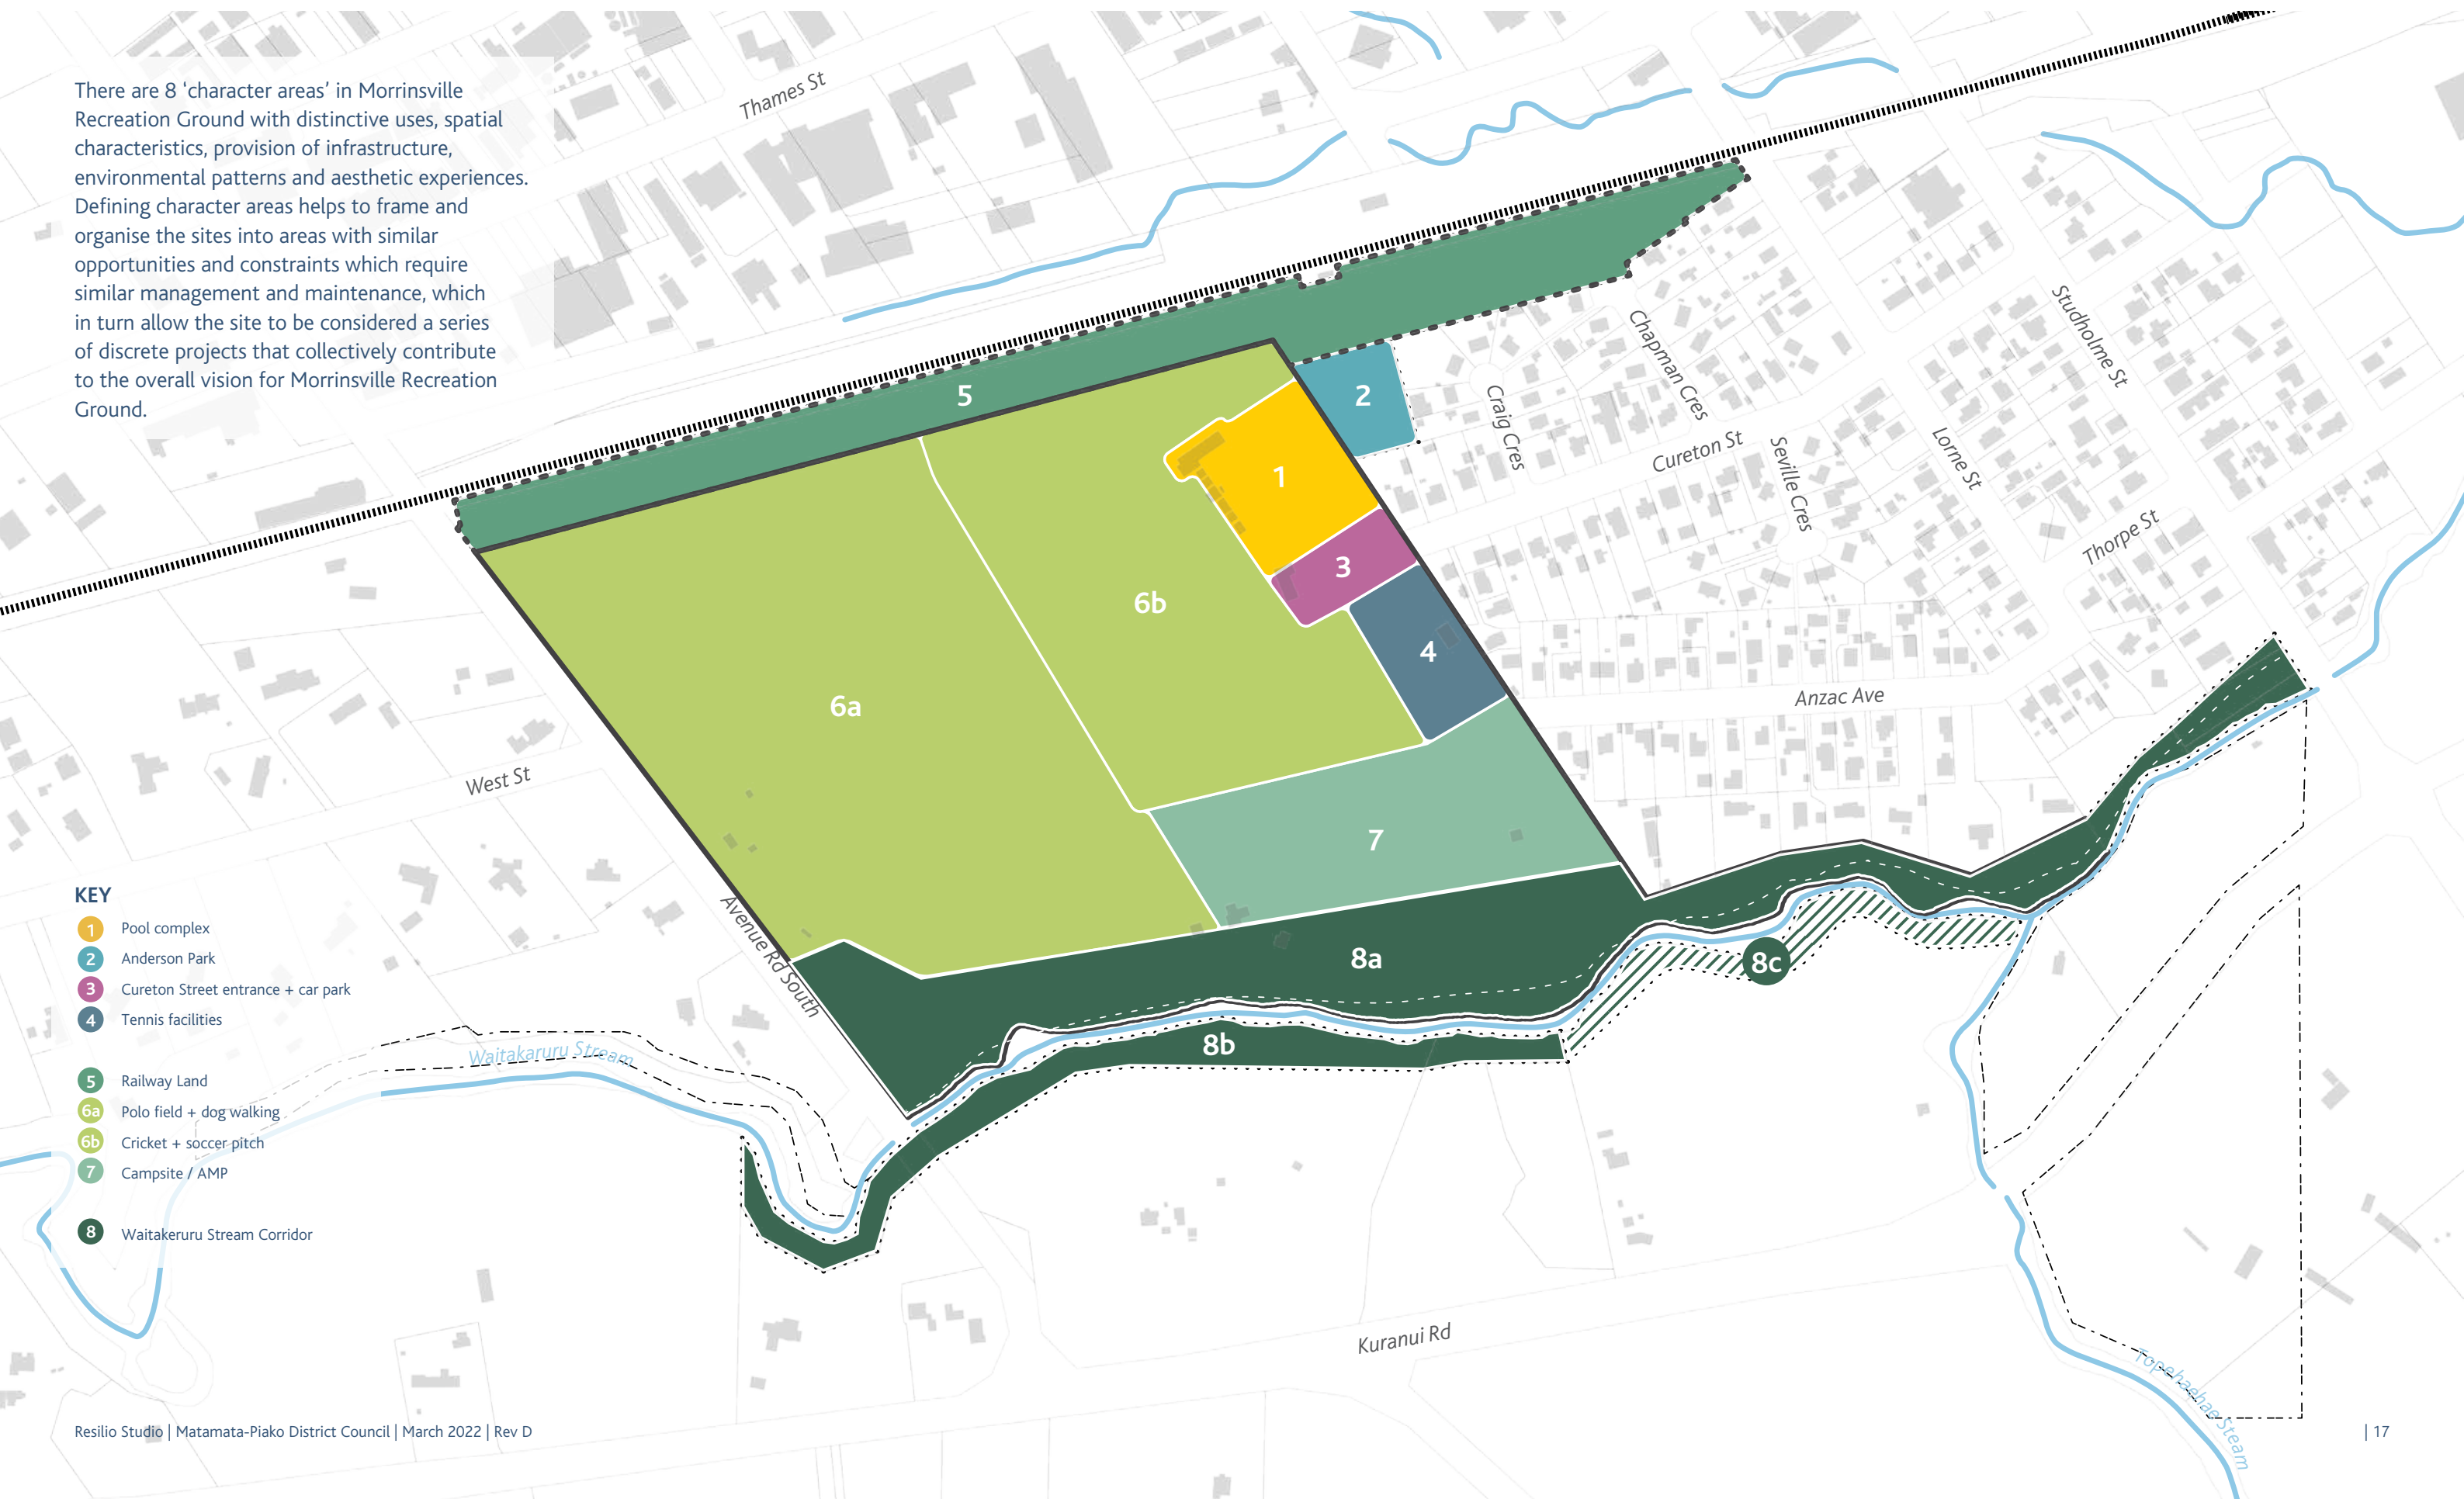 There are 8 ‘character areas’ in Morrinsville
Recreation Ground with distinctive uses, spatial
characteristics, provision of infrastructure,
environmental patterns and aesthetic experiences.
Defining character areas helps to frame and
organise the sites into areas with similar
opportunities and constraints which require
similar management and maintenance, which
in turn allow the site to be considered a series
of discrete projects that collectively contribute
to the overall vision for Morrinsville Recreation
Ground.
Thames St
5
2
1
3
4
6b
6a
7
8a
8b
8c
Craig Cres
Chapman Cres
Cureton St
Seville Cres
Lorne St
Studholme St
Thorpe St
Anzac Ave
West St
Avenue Rd South
Waitakaruru Stream
Kuranui Rd
Topehaehae Steam
KEY
1 Pool complex
2 Anderson Park
3 Cureton Street entrance + car park
4 Tennis facilities
5 Railway Land
6a Polo field + dog walking
6b Cricket + soccer pitch
7 Campsite / AMP
8 Waitakeruru Stream Corridor
Resilio Studio | Matamata-Piako District Council | March 2022 | Rev D
| 17